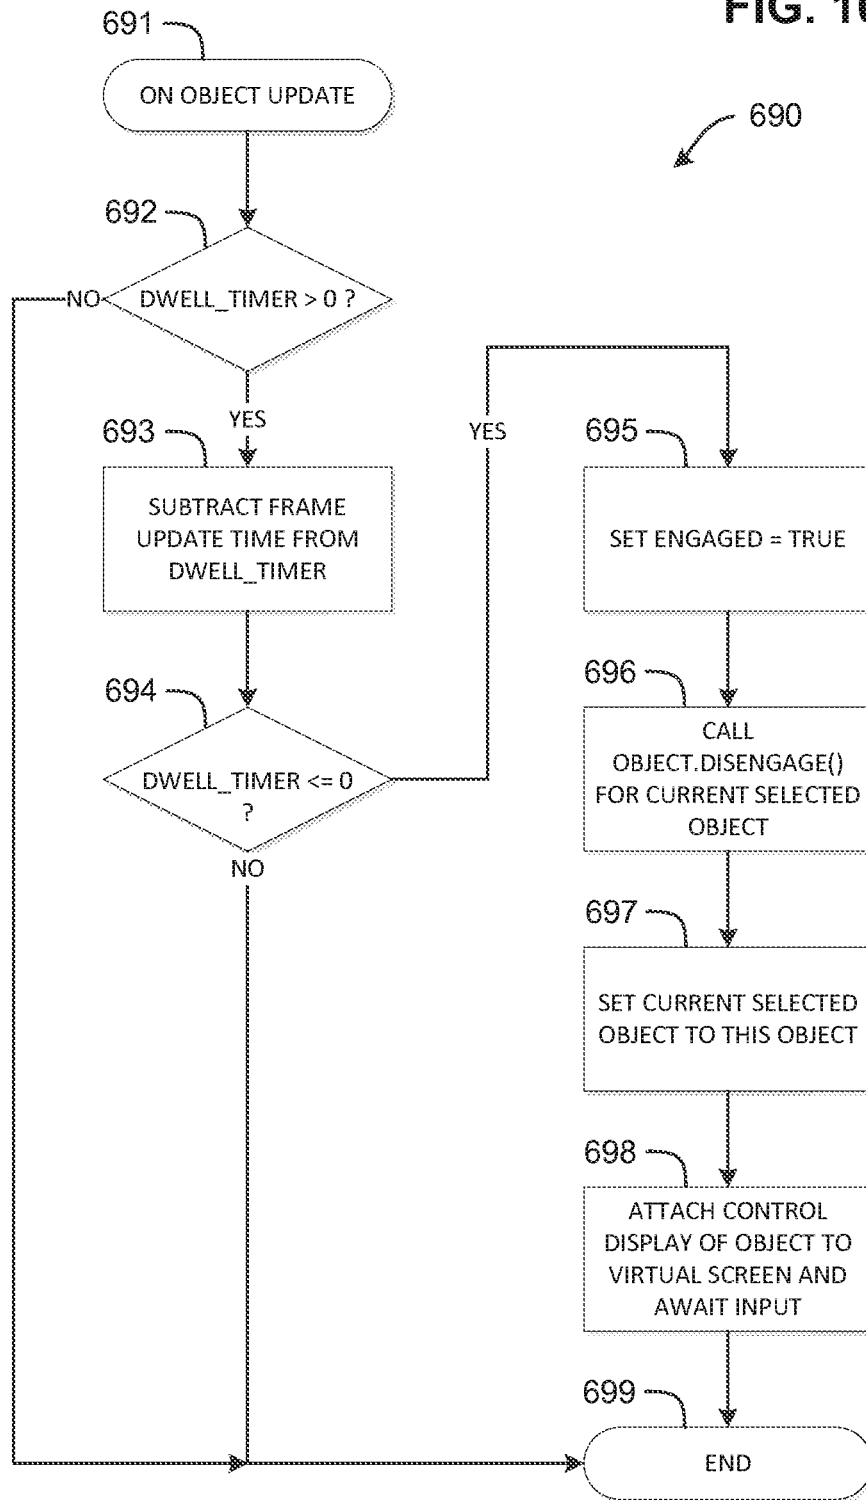 FIG. 10
691
ON OBJECT UPDATE
690
692
NO
DWELL_TIMER > 0 ?
YES
693
SUBTRACT FRAME
UPDATE TIME FROM
DWELL_TIMER
694
DWELL_TIMER <= 0
?
NO
YES
695
SET ENGAGED = TRUE
696
CALL
OBJECT.DISENGAGE()
FOR CURRENT SELECTED
OBJECT
697
SET CURRENT SELECTED
OBJECT TO THIS OBJECT
698
ATTACH CONTROL
DISPLAY OF OBJECT TO
VIRTUAL SCREEN AND
AWAIT INPUT
699
END